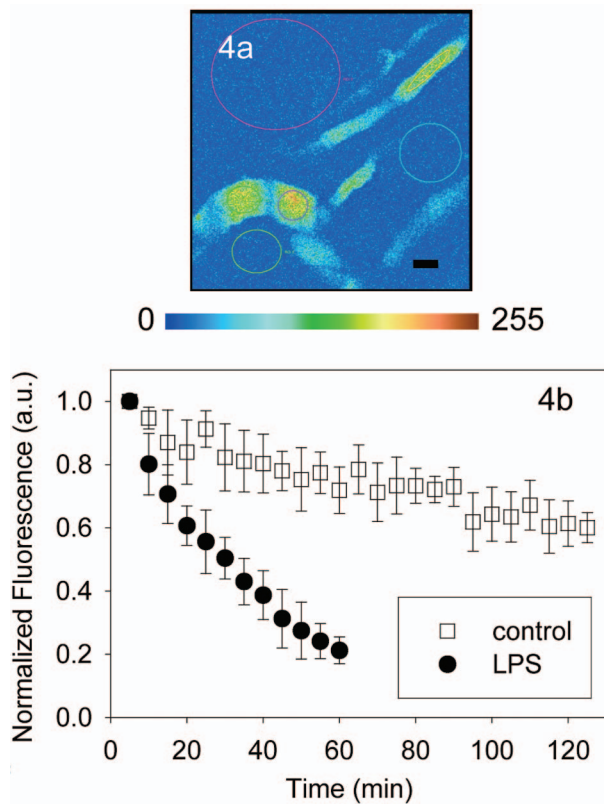 4a
0 255
4b
Normalized Fluorescence (a.u.)
1.0
0.8
0.6
0.4
0.2
0.0
control
LPS
0 20 40 60 80 100 120
Time (min)